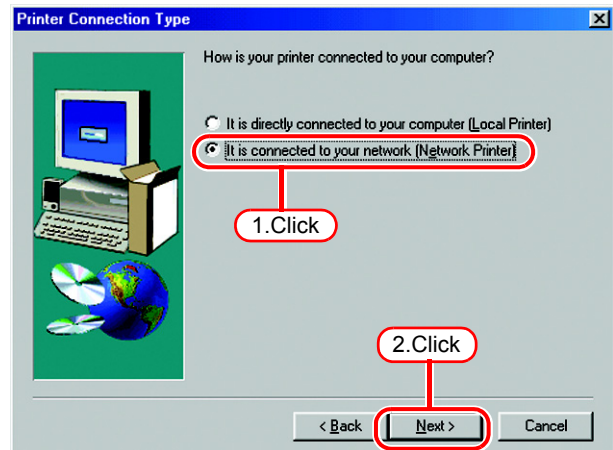 Printer Connection Type
How is your printer connected to your computer?
It is directly connected to your computer (Local Printer)
It is connected to your network (Network Printer)
1.Click
2.Click
< Back
Next >
Cancel